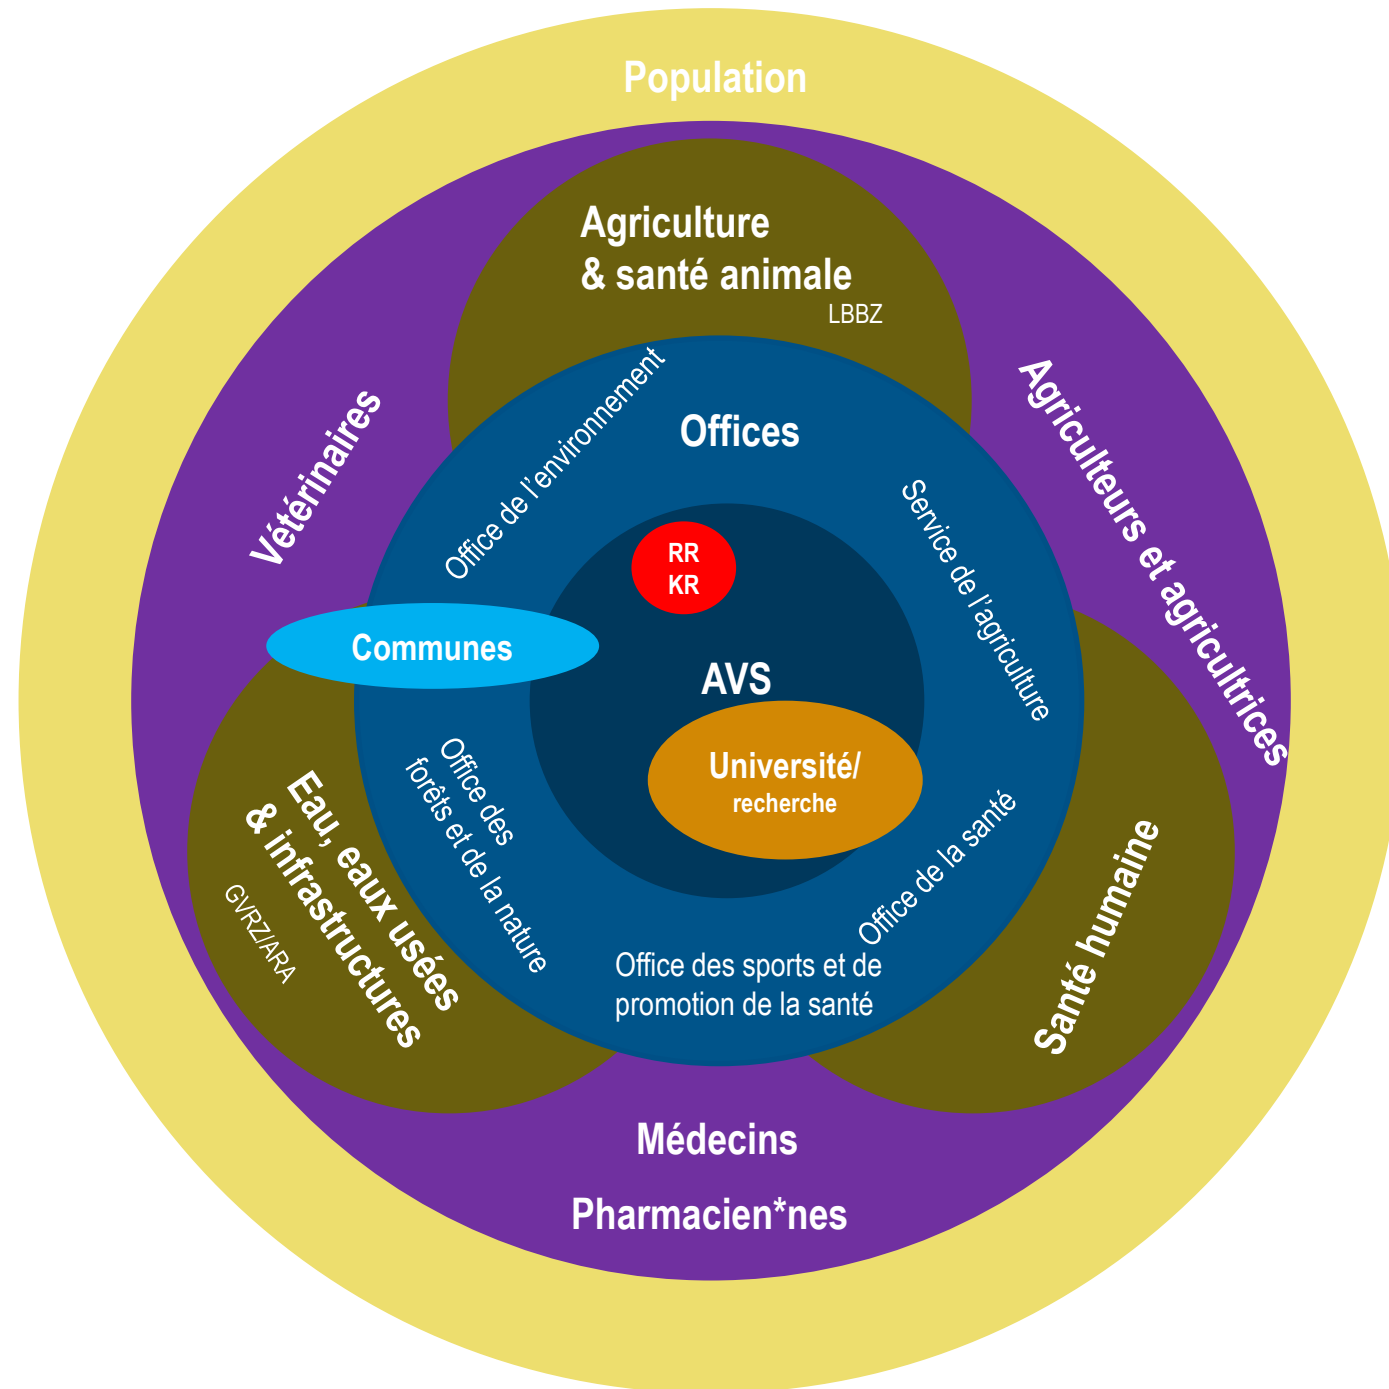 Population
Agriculture
& santé animale
LBBZ
Vétérinaires
Agriculteurs et agricultrices
Office de l'environnement
Offices
Service de l'agriculture
RR
KR
Communes
AVS
Université/
recherche
Office des
forêts et de la nature
Eau, eaux usées
& infrastructures
GVRZ/ARA
Office de la santé
Santé humaine
Office des sports et de
promotion de la santé
Médecins
Pharmacien*nes